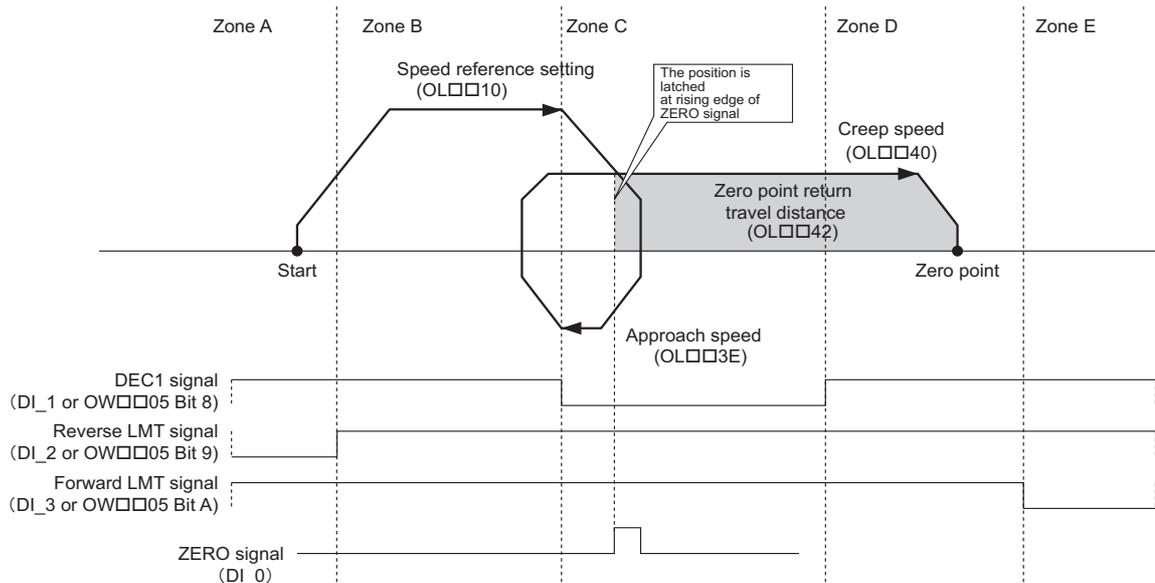 Zone A
Zone B
Zone C
Zone D
Zone E
Speed reference setting
(OL□□10)
The position is
latched
at rising edge of
ZERO signal
Creep speed
(OL□□40)
Zero point return
travel distance
(OL□□42)
Start
Zero point
Approach speed
(OL□□3E)
DEC1 signal
(DI_1 or OW□□05 Bit 8)
Reverse LMT signal
(DI_2 or OW□□05 Bit 9)
Forward LMT signal
(DI_3 or OW□□05 Bit A)
ZERO signal
(DI_0)